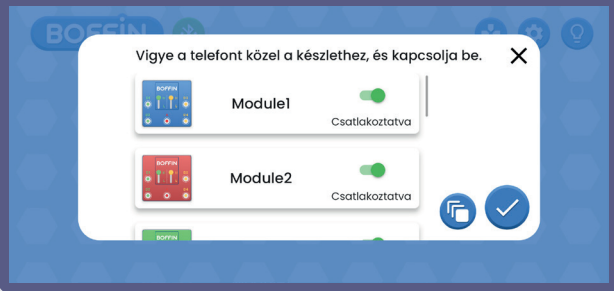 BOFFIN
Vigye a telefont közel a készlethez, és kapcsolja be.
BOFFIN
Module1
Csatlakoztatva
BOFFIN
Module2
Csatlakoztatva
BOFFIN